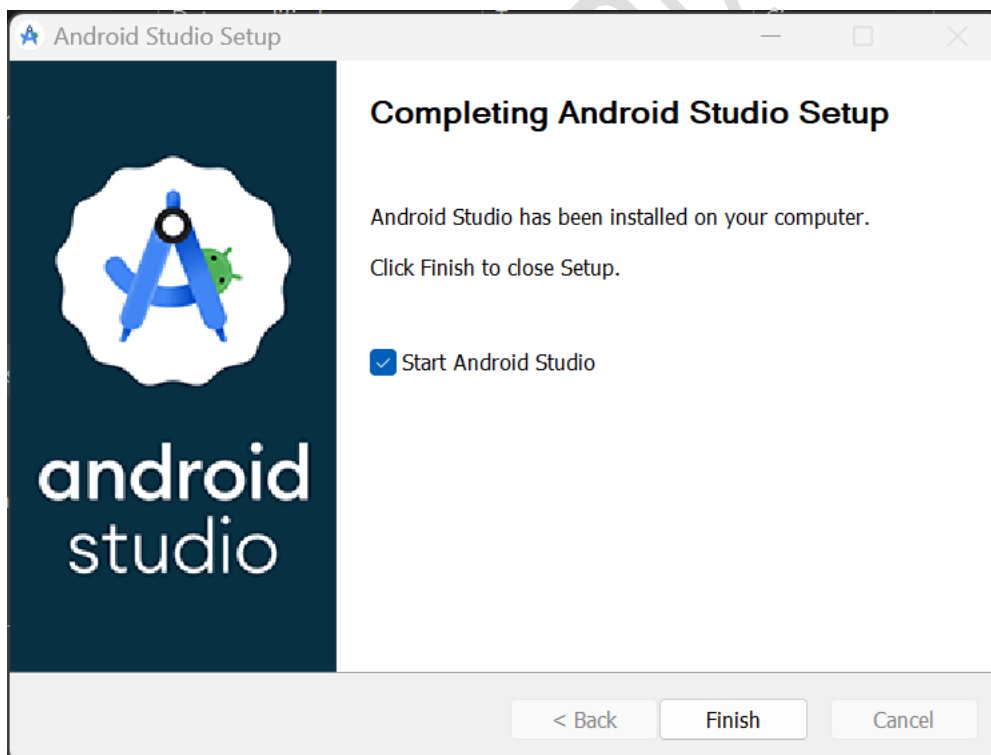 Android Studio Setup
Completing Android Studio Setup
Android Studio has been installed on your computer.
Click Finish to close Setup.
Start Android Studio
android
studio
< Back
Finish
Cancel